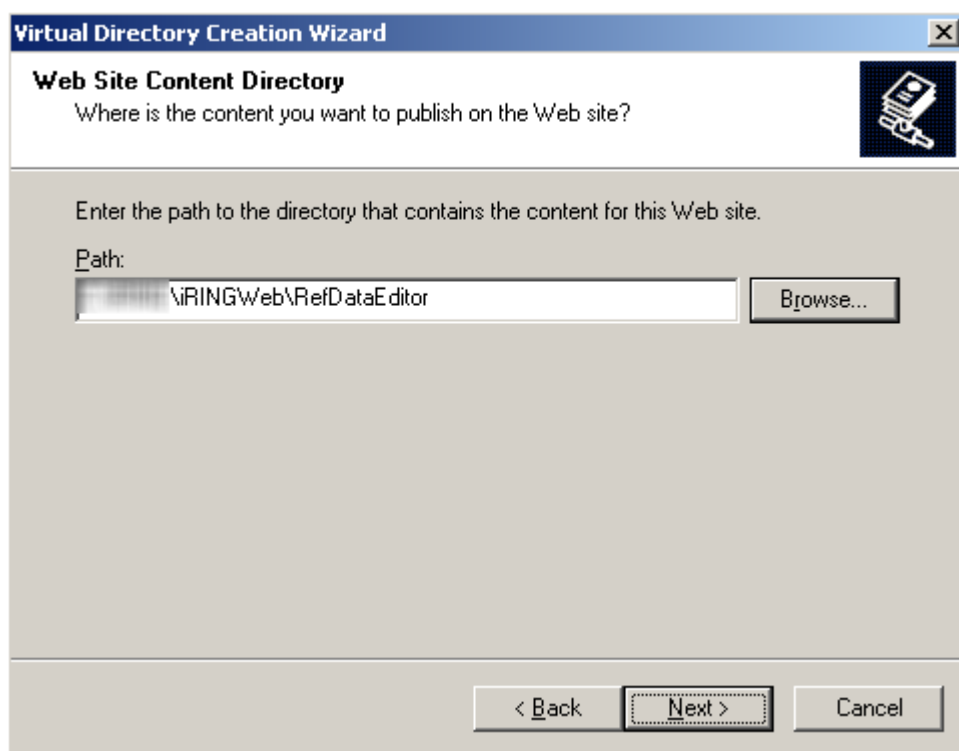 Virtual Directory Creation Wizard
Web Site Content Directory
Where is the content you want to publish on the Web site?
Enter the path to the directory that contains the content for this Web site.
Path:
\iRINGWeb\RefDataEditor
Browse...
< Back
Next >
Cancel